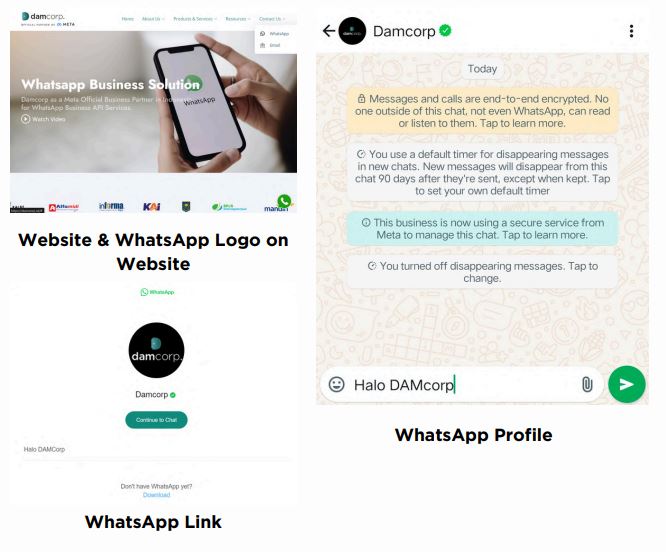 damcorp.
OFFICIAL PARTNER OF META
Home About Us Products & Services Resources Contact Us
WhatsApp
Email
Whatsapp Business Solution
Damcorp as a Meta Official Business Partner in
for WhatsApp Business API Services.
WhatsApp
Watch Video
Alfamidi informa KAI
Website & WhatsApp Logo on
Website
WhatsApp
damcorp.
Damcorp
Continue to Chat
Halo DAMCorp
Don't have WhatsApp yet?
Download
WhatsApp Link
damcorp.
Damcorp
Today
Messages and calls are end-to-end encrypted. No
one outside of this chat, not even WhatsApp, can read
or listen to them. Tap to learn more.
You use a default timer for disappearing messages
in new chats. New messages will disappear from this
chat 90 days after they're sent, except when kept. Tap
to set your own default timer
This business is now using a secure service from
Meta to manage this chat. Tap to learn more.
You turned off disappearing messages. Tap to
change.
Halo DAMcorp
WhatsApp Profile